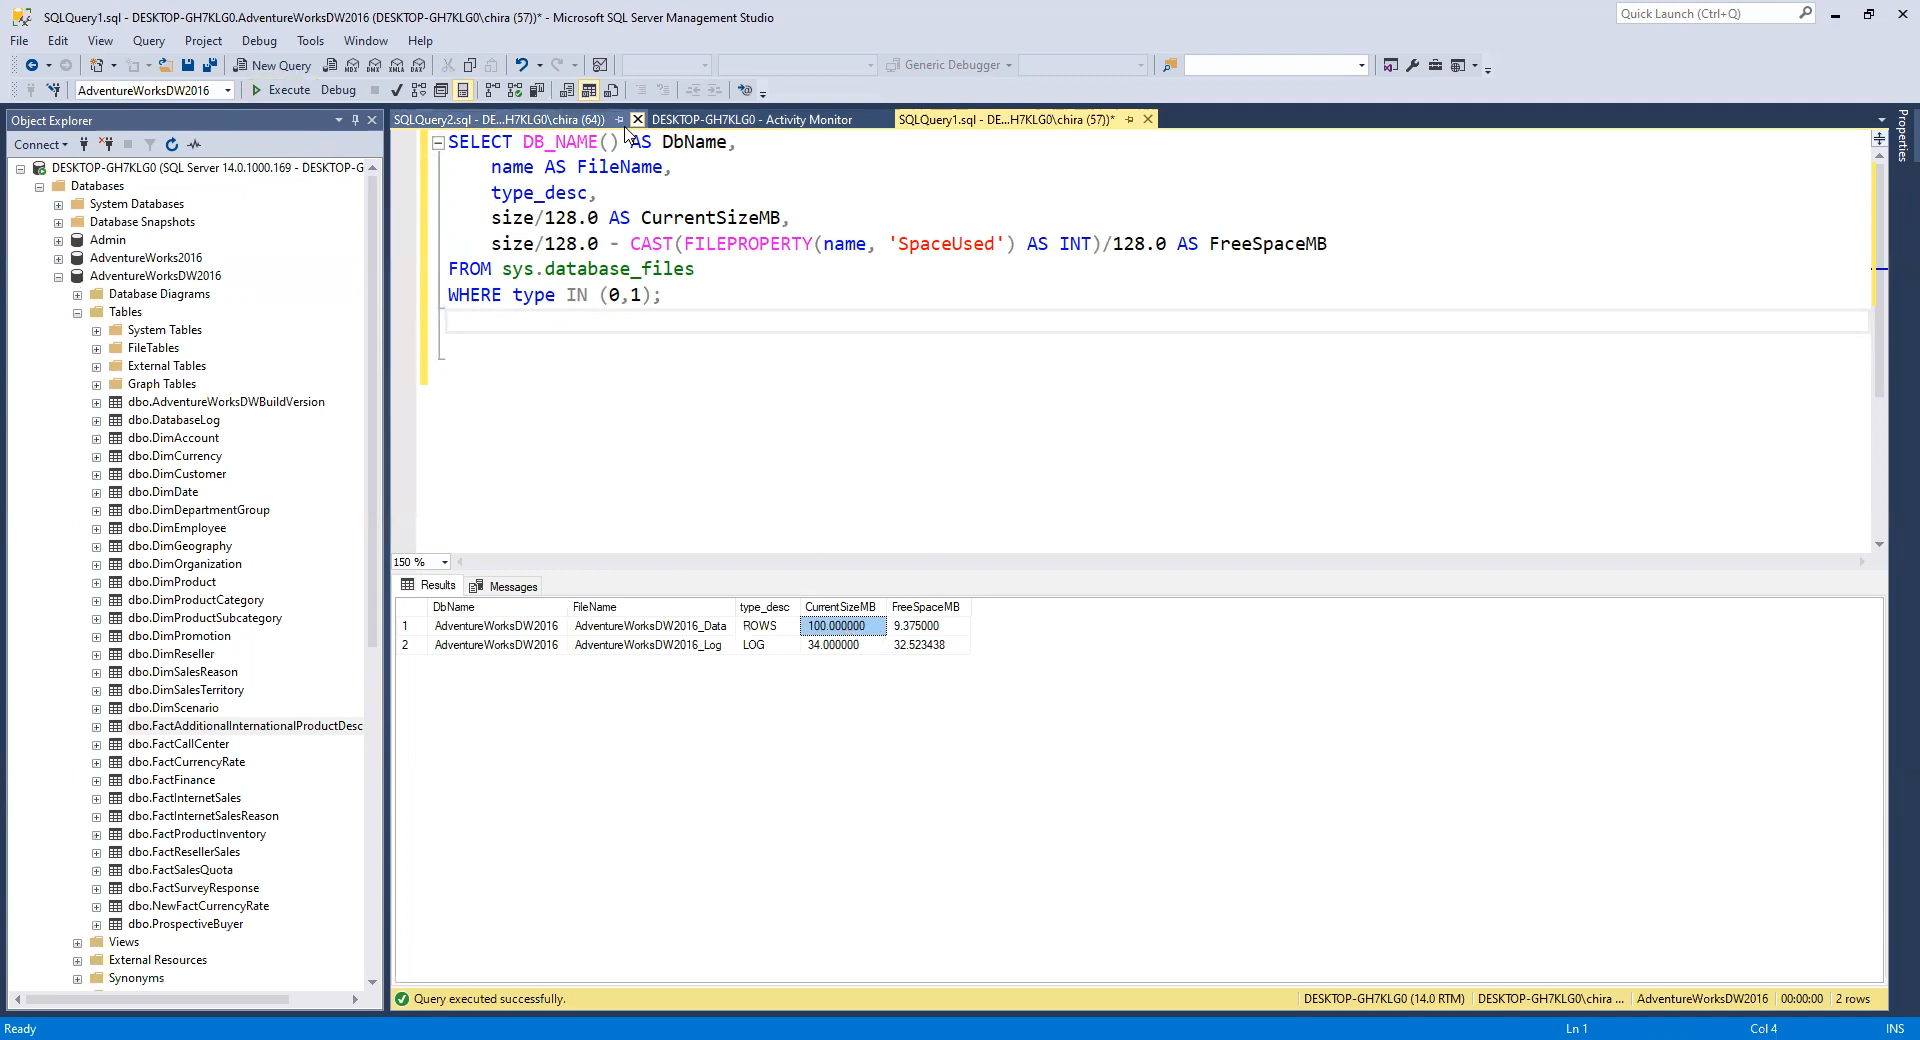 SQLQuery1.sql - DESKTOP-GH7KLG0.AdventureWorksDW2016 (DESKTOP-GH7KLG0\chira (57))* - Microsoft SQL Server Management Studio
Quick Launch (Ctrl+Q)
File Edit View Query Project Debug Tools Window Help
New Query MDX DMX XMLA DAX Generic Debugger
AdventureWorksDW2016 Execute Debug
Object Explorer
SQLQuery2.sql - DE...H7KLG0\chira (64)) DESKTOP-GH7KLG0 - Activity Monitor SQLQuery1.sql - DE...H7KLG0\chira (57))*
Properties
Connect
DESKTOP-GH7KLG0 (SQL Server 14.0.1000.169 - DESKTOP-G
Databases
System Databases
Database Snapshots
Admin
AdventureWorks2016
AdventureWorksDW2016
Database Diagrams
Tables
System Tables
FileTables
External Tables
Graph Tables
dbo.AdventureWorksDWBuildVersion
dbo.DatabaseLog
dbo.DimAccount
dbo.DimCurrency
dbo.DimCustomer
dbo.DimDate
dbo.DimDepartmentGroup
dbo.DimEmployee
dbo.DimGeography
dbo.DimOrganization
dbo.DimProduct
dbo.DimProductCategory
dbo.DimProductSubcategory
dbo.DimPromotion
dbo.DimReseller
dbo.DimSalesReason
dbo.DimSalesTerritory
dbo.DimScenario
dbo.FactAdditionalInternationalProductDesc
dbo.FactCallCenter
dbo.FactCurrencyRate
dbo.FactFinance
dbo.FactInternetSales
dbo.FactInternetSalesReason
dbo.FactProductInventory
dbo.FactResellerSales
dbo.FactSalesQuota
dbo.FactSurveyResponse
dbo.NewFactCurrencyRate
dbo.ProspectiveBuyer
Views
External Resources
Synonyms
SELECT DB_NAME() AS DbName,
name AS FileName,
type_desc,
size/128.0 AS CurrentSizeMB,
size/128.0 - CAST(FILEPROPERTY(name, 'SpaceUsed') AS INT)/128.0 AS FreeSpaceMB
FROM sys.database_files
WHERE type IN (0,1);
150 %
Results Messages
DbName FileName type_desc CurrentSizeMB FreeSpaceMB
1 AdventureWorksDW2016 AdventureWorksDW2016_Data ROWS 100.000000 9.375000
2 AdventureWorksDW2016 AdventureWorksDW2016_Log LOG 34.000000 32.523438
Query executed successfully. DESKTOP-GH7KLG0 (14.0 RTM) DESKTOP-GH7KLG0\chira ... AdventureWorksDW2016 00:00:00 2 rows
Ready Ln 1 Col 4 INS